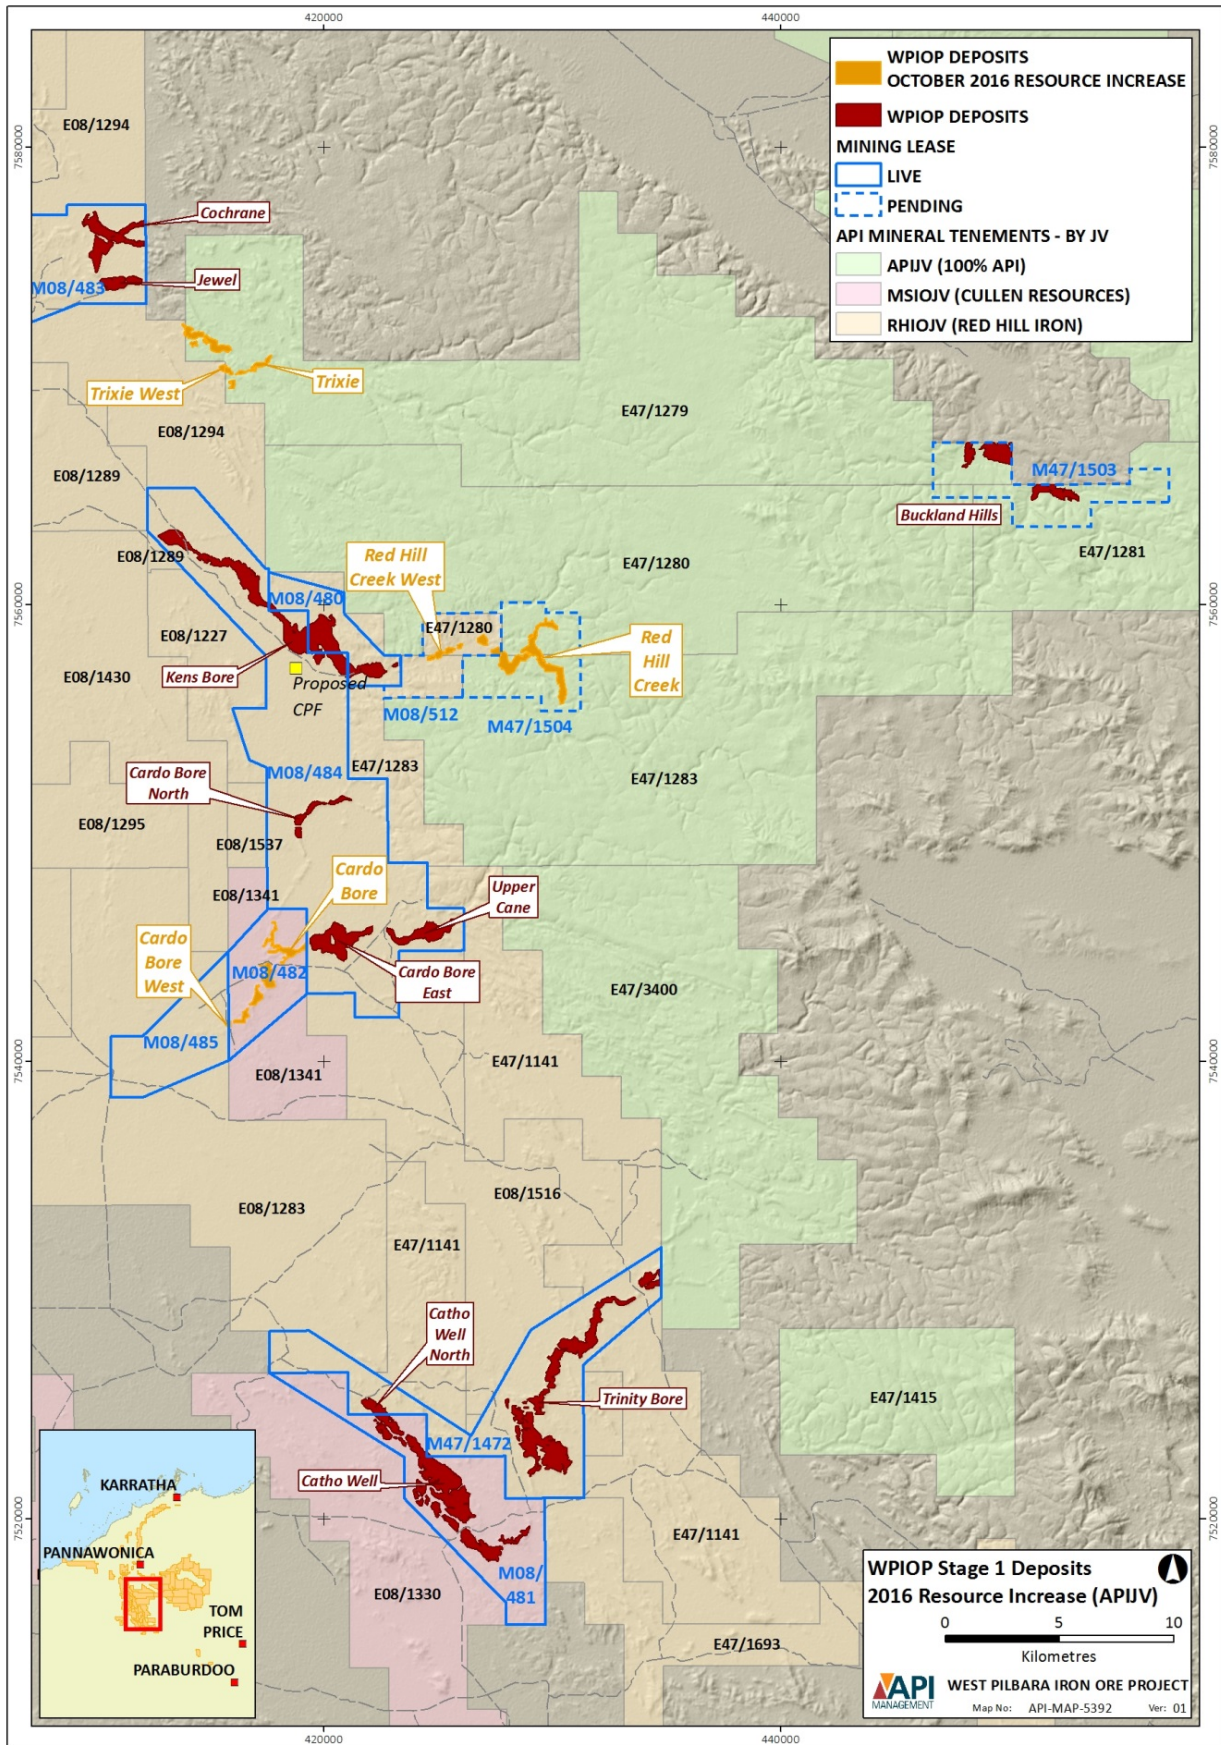 420000
440000
WPIOP DEPOSITS
OCTOBER 2016 RESOURCE INCREASE
WPIOP DEPOSITS
MINING LEASE
LIVE
PENDING
API MINERAL TENEMENTS - BY JV
APIJV (100% API)
MSIOJV (CULLEN RESOURCES)
RHIOJV (RED HILL IRON)
E08/1294
7580000
7580000
Cochrane
Jewel
M08/483
Trixie West
Trixie
E47/1279
E08/1294
E08/1289
M47/1503
Buckland Hills
E08/1289
Red Hill
Creek West
E47/1280
E47/1281
M08/480
7560000
7560000
E08/1227
E47/1280
Red
Hill
Creek
Kens Bore
E08/1430
Proposed
CPF
M08/512
M47/1504
M08/484
E47/1283
E47/1283
Cardo Bore
North
E08/1295
E08/1537
E08/1341
Cardo
Bore
Upper
Cane
Cardo
Bore
West
M08/482
Cardo Bore
East
E47/3400
M08/485
7540000
7540000
E08/1341
E47/1141
E08/1516
E08/1283
E47/1141
Catho
Well
North
Trinity Bore
E47/1415
M47/1472
Catho Well
7520000
7520000
E47/1141
M08/
481
E08/1330
E47/1693
KARRATHA
PANNAWONICA
TOM
PRICE
PARABURDOO
WPIOP Stage 1 Deposits
2016 Resource Increase (APIJV)
0
5
10
Kilometres
API
MANAGEMENT
WEST PILBARA IRON ORE PROJECT
Map No: API-MAP-5392 Ver: 01
420000
440000